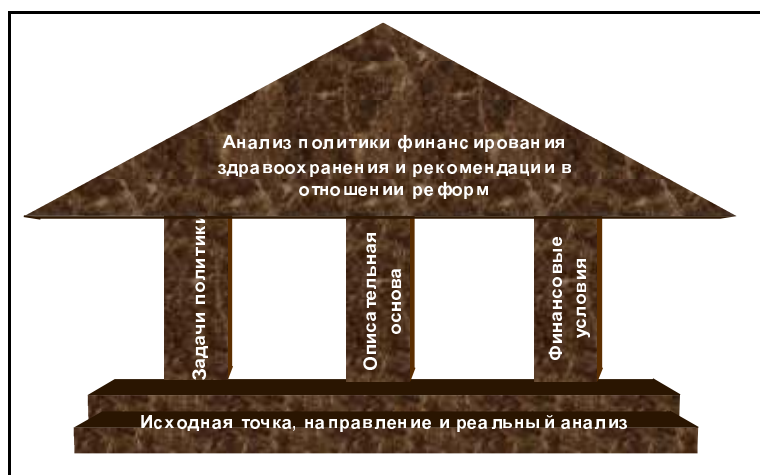 Анализ политики финансирования
здравоохранения и рекомендации в
отношении реформ
Задачи политики
Описательная
основа
Финансовые
условия
Исходная точка, направление и реальный анализ